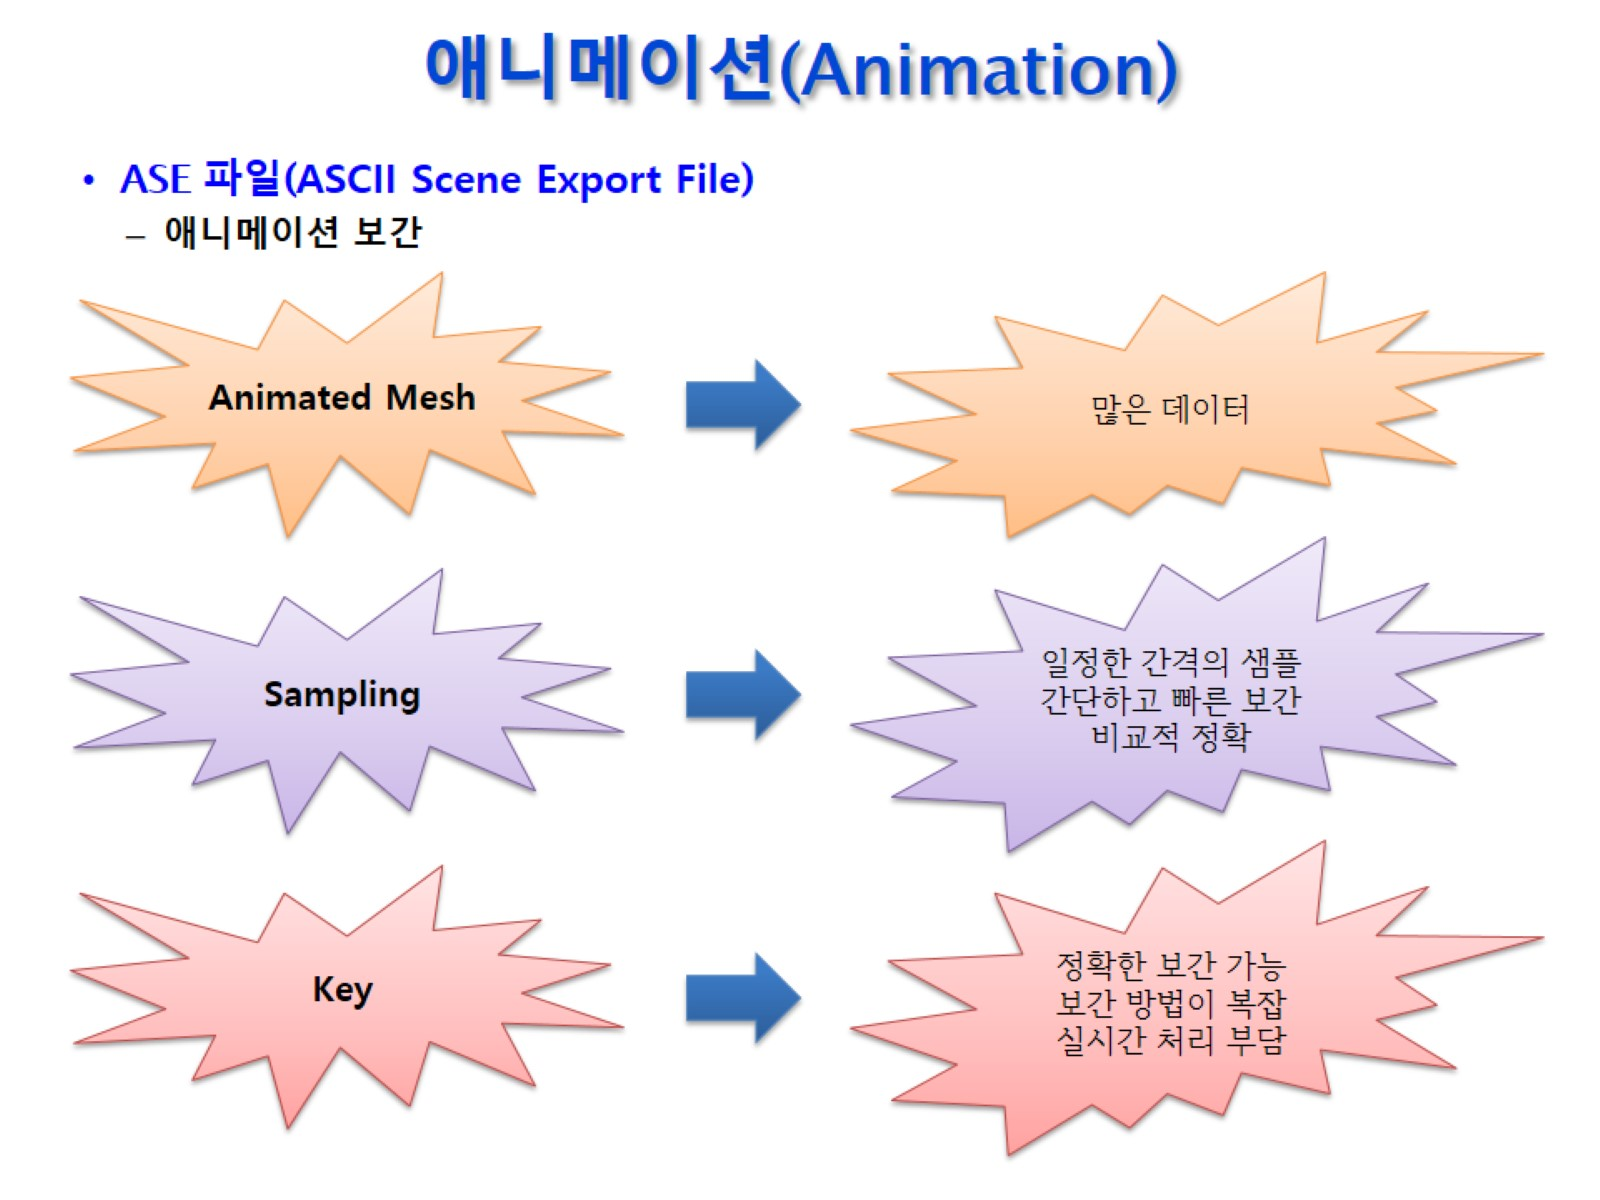 애니메이션(Animation)
• ASE 파일(ASCII Scene Export File)
– 애니메이션 보간
Animated Mesh
많은 데이터
Sampling
일정한 간격의 샘플
간단하고 빠른 보간
비교적 정확
Key
정확한 보간 가능
보간 방법이 복잡
실시간 처리 부담